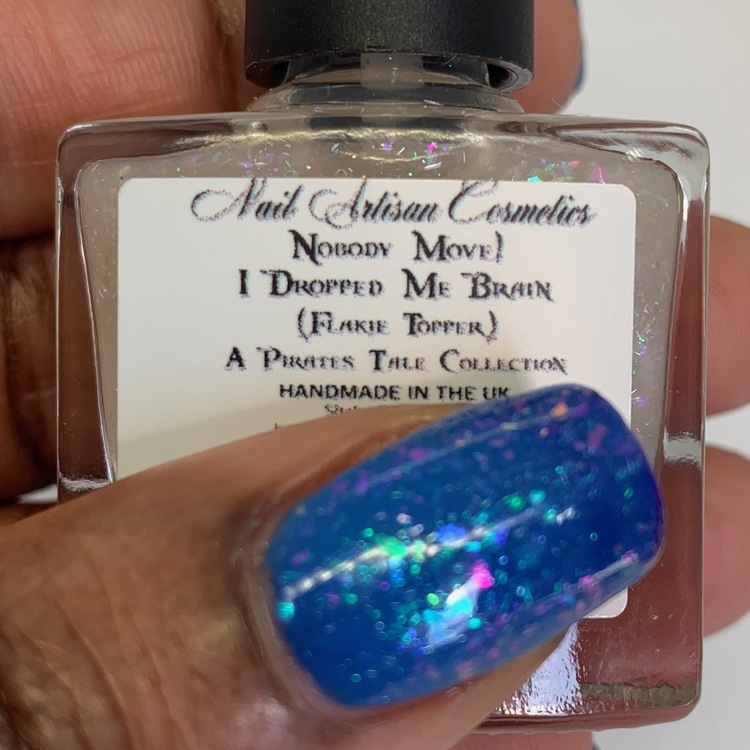 Nail Artisan Cosmetics
Nobody Move!
I Dropped Me Brain
(Flakie Topper)
A Pirates Tale Collection
HANDMADE IN THE UK